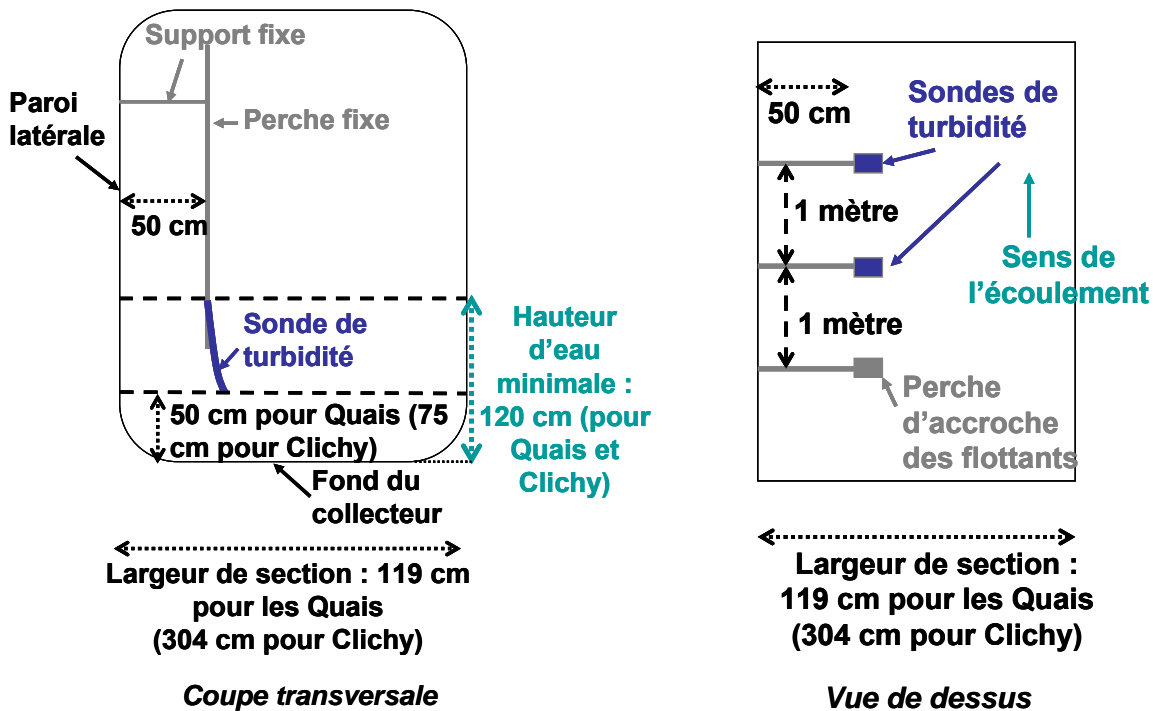 Support fixe
Paroi
latérale
Perche fixe
50 cm
Sonde de
turbidité
50 cm pour Quais (75
cm pour Clichy)
Hauteur
d'eau
minimale :
120 cm (pour
Quais et
Clichy)
Fond du
collecteur
Largeur de section : 119 cm
pour les Quais
(304 cm pour Clichy)
Coupe transversale
50 cm
Sondes de
turbidité
1 mètre
Sens de
l'écoulement
1 mètre
Perche
d'accroche
des flottants
Largeur de section :
119 cm pour les Quais
(304 cm pour Clichy)
Vue de dessus